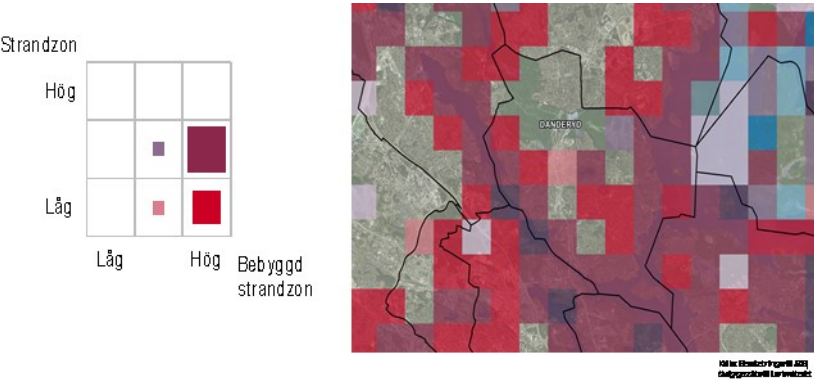 Strandzon
Hög
Låg
Låg
Hög
Bebyggd
strandzon
DANDERYD